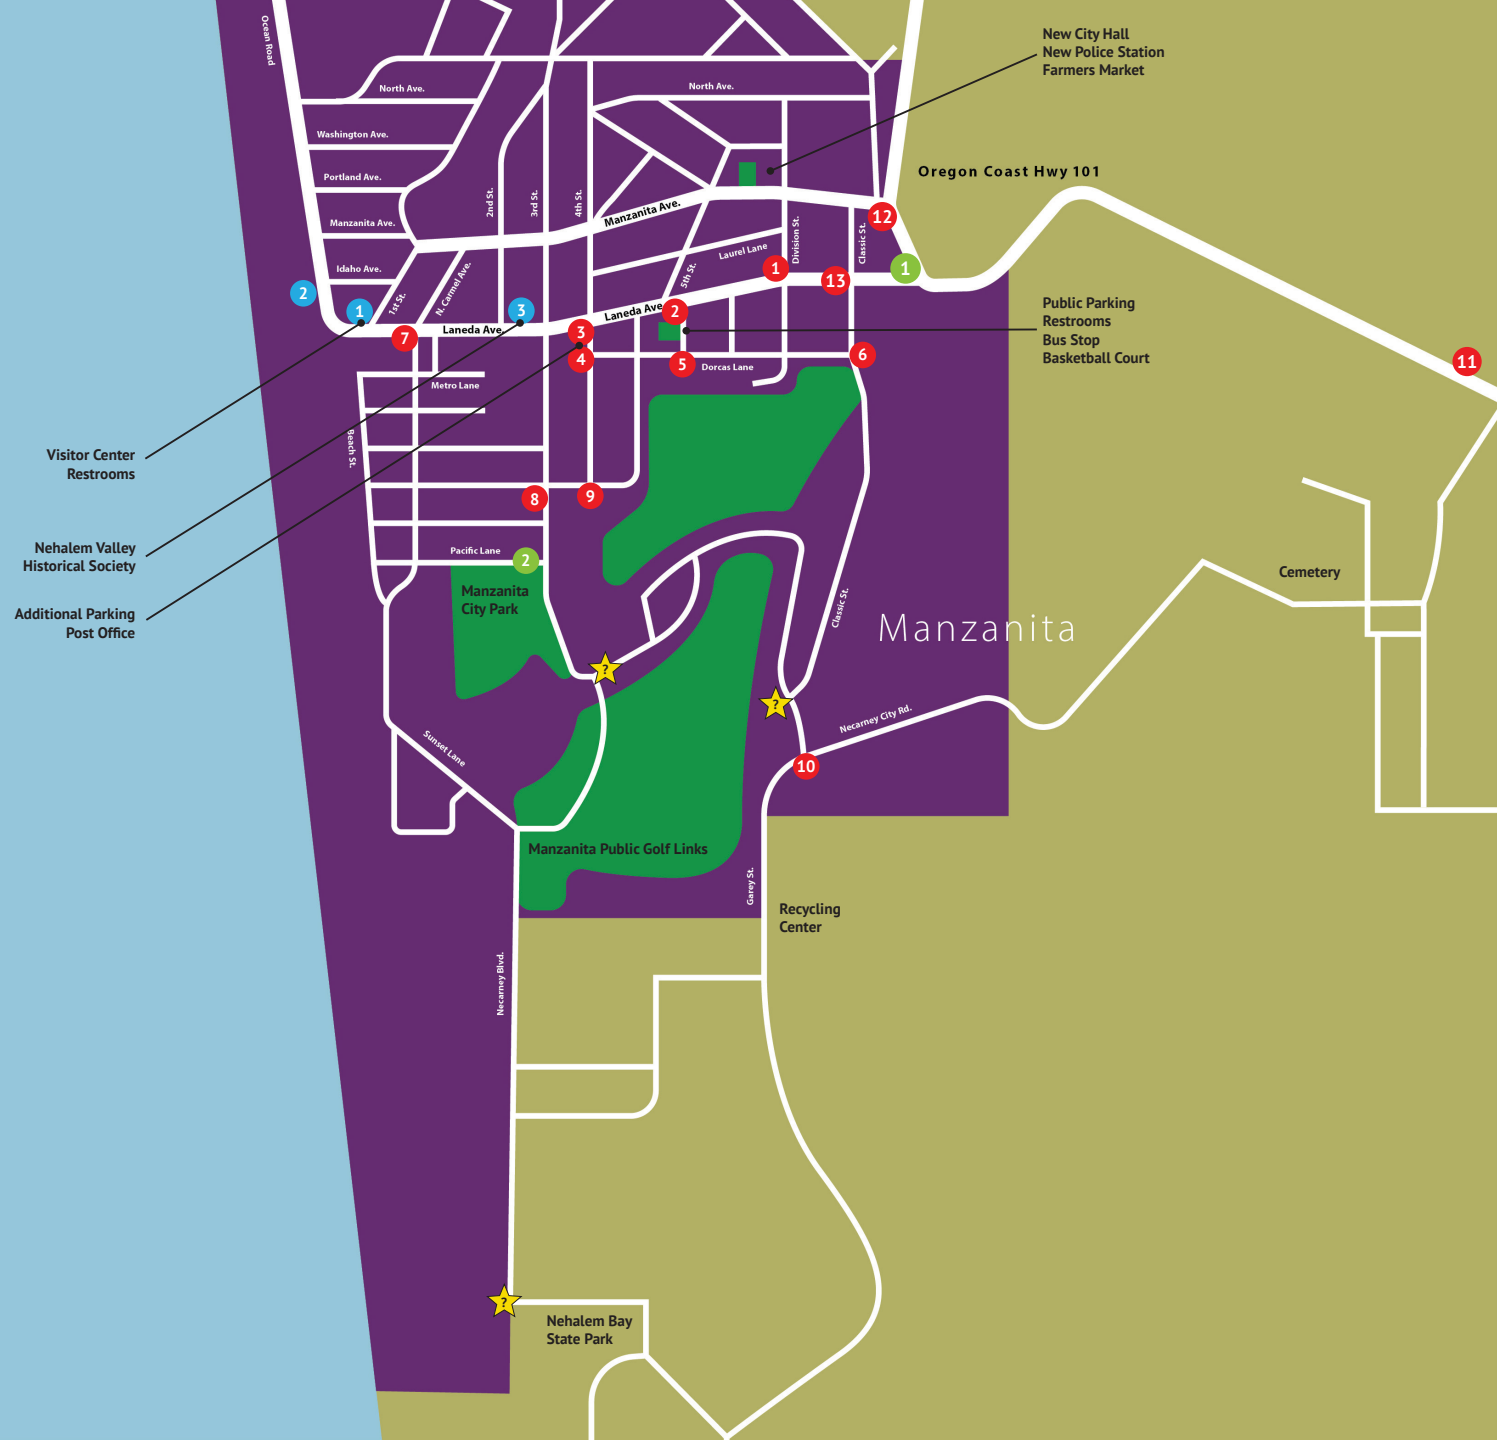 Ocean Road
New City Hall
New Police Station
Farmers Market
North Ave.
North Ave.
Washington Ave.
Portland Ave.
Oregon Coast Hwy 101
2nd St.
3rd St.
4th St.
Manzanita Ave.
Manzanita Ave.
12
Division St.
Classic St.
Laurel Lane
Idaho Ave.
1
13
1
5th St.
N. Carmel Ave.
1st St.
2
1
3
Laneda Ave.
2
Laneda Ave.
3
7
4
5
6
Dorcas Lane
Public Parking
Restrooms
Bus Stop
Basketball Court
11
Metro Lane
Beach St.
Visitor Center
Restrooms
8
9
Nehalem Valley
Historical Society
Pacific Lane
2
Manzanita
City Park
Cemetery
Additional Parking
Post Office
Classic St.
Manzanita
?
?
Necarney City Rd.
Sunset Lane
10
Manzanita Public Golf Links
Garey St.
Recycling
Center
Necarney Blvd.
?
Nehalem Bay
State Park